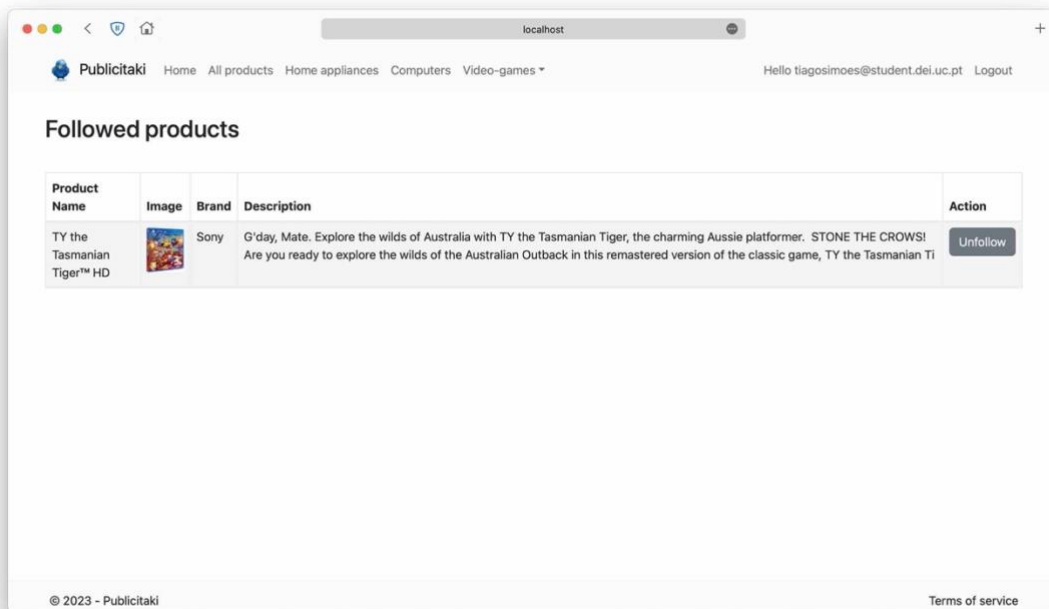 localhost
Publicitaki Home All products Home appliances Computers Video-games Hello tiagosimoes@student.dei.uc.pt Logout
Followed products
Product
Name Image Brand Description Action
TY the Sony G'day, Mate. Explore the wilds of Australia with TY the Tasmanian Tiger, the charming Aussie platformer. STONE THE CROWS! Unfollow
Tasmanian Are you ready to explore the wilds of the Australian Outback in this remastered version of the classic game, TY the Tasmanian Ti
Tiger™ HD
© 2023 - Publicitaki Terms of service